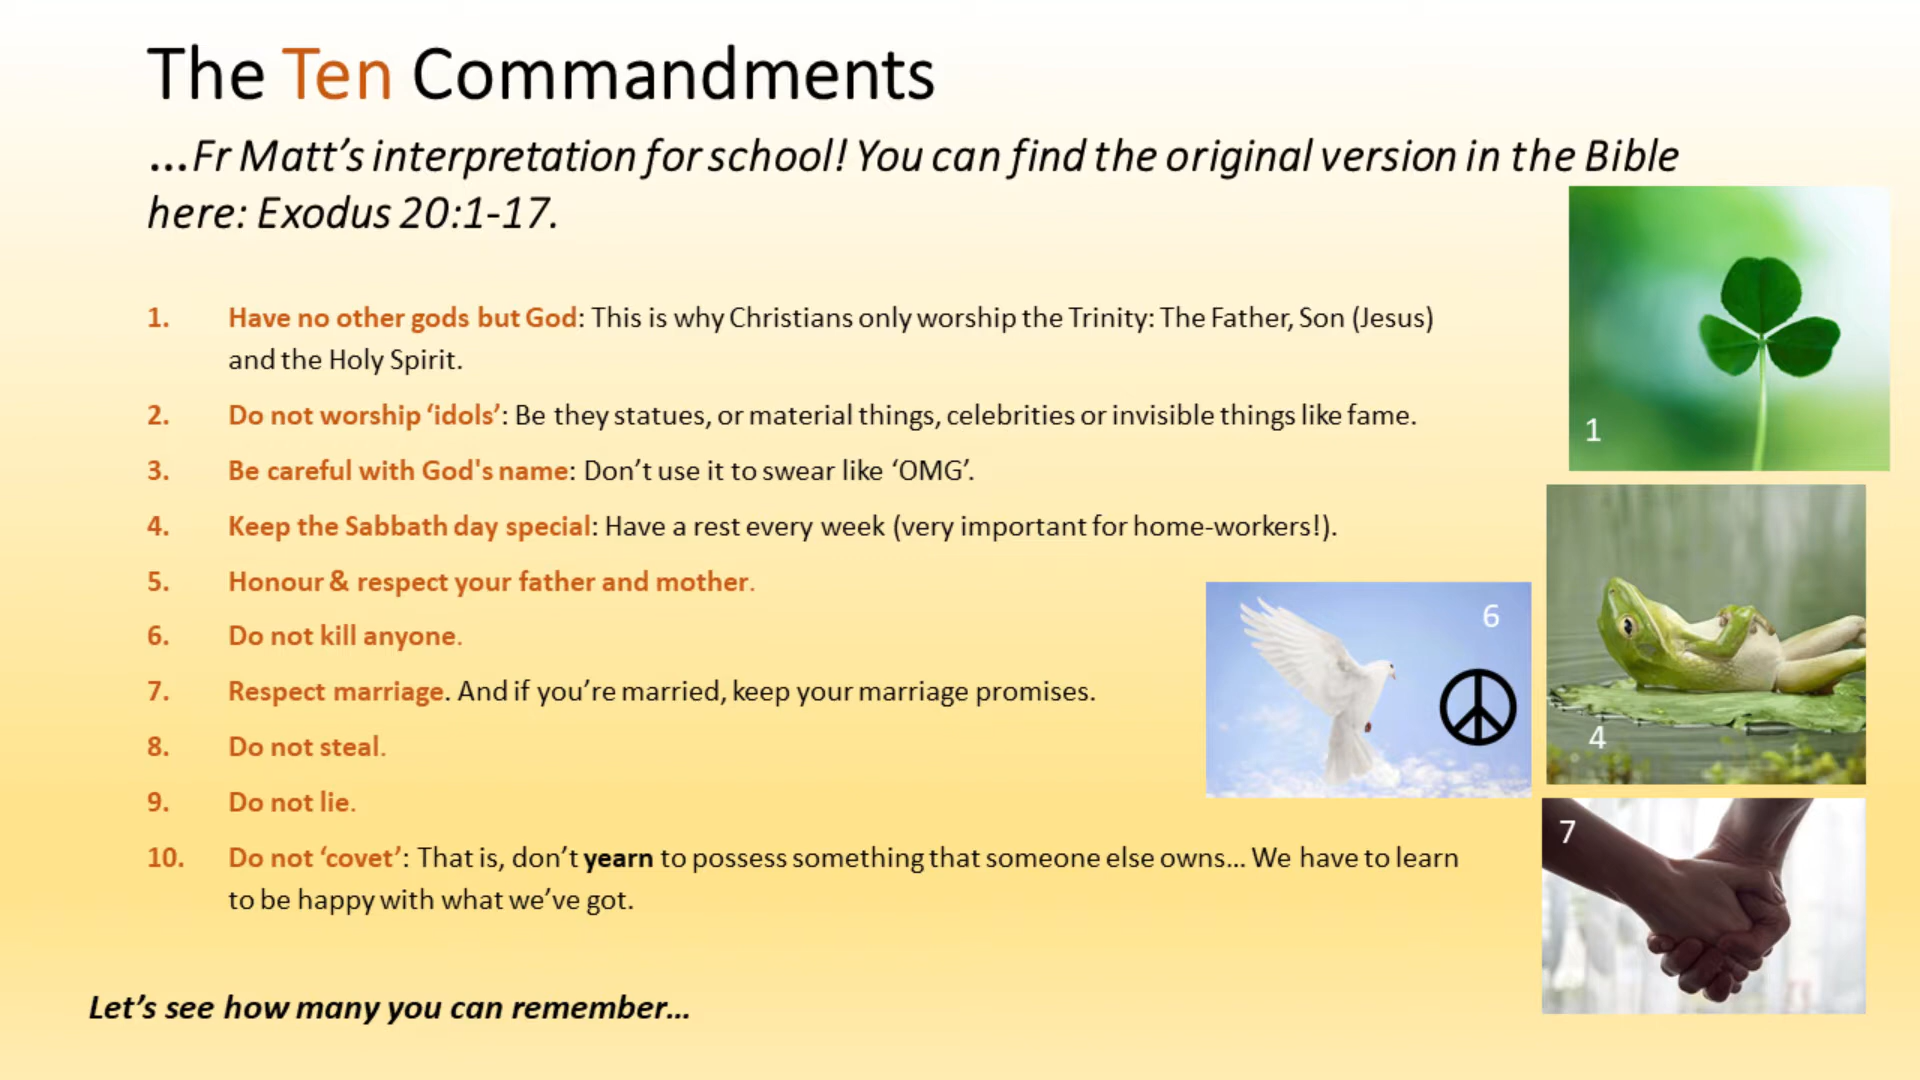 The Ten Commandments
...Fr Matt’s interpretation for school! You can find the original version in the Bible
here: Exodus 20:1-17.
1. Have no other gods but God: This is why Christians only worship the Trinity: The Father, Son (Jesus)
and the Holy Spirit.
2. Do not worship ‘idols’: Be they statues, or material things, celebrities or invisible things like fame.
3. Be careful with God's name: Don’t use it to swear like ‘OMG’.
4. Keep the Sabbath day special: Have a rest every week (very important for home-workers!).
5. Honour & respect your father and mother.
6. Do not kill anyone.
7. Respect marriage. And if you’re married, keep your marriage promises.
8. Do not steal.
9. Do not lie.
10. Do not ‘covet’: That is, don’t yearn to possess something that someone else owns... We have to learn
to be happy with what we’ve got.
Let’s see how many you can remember...
1
6
4
7